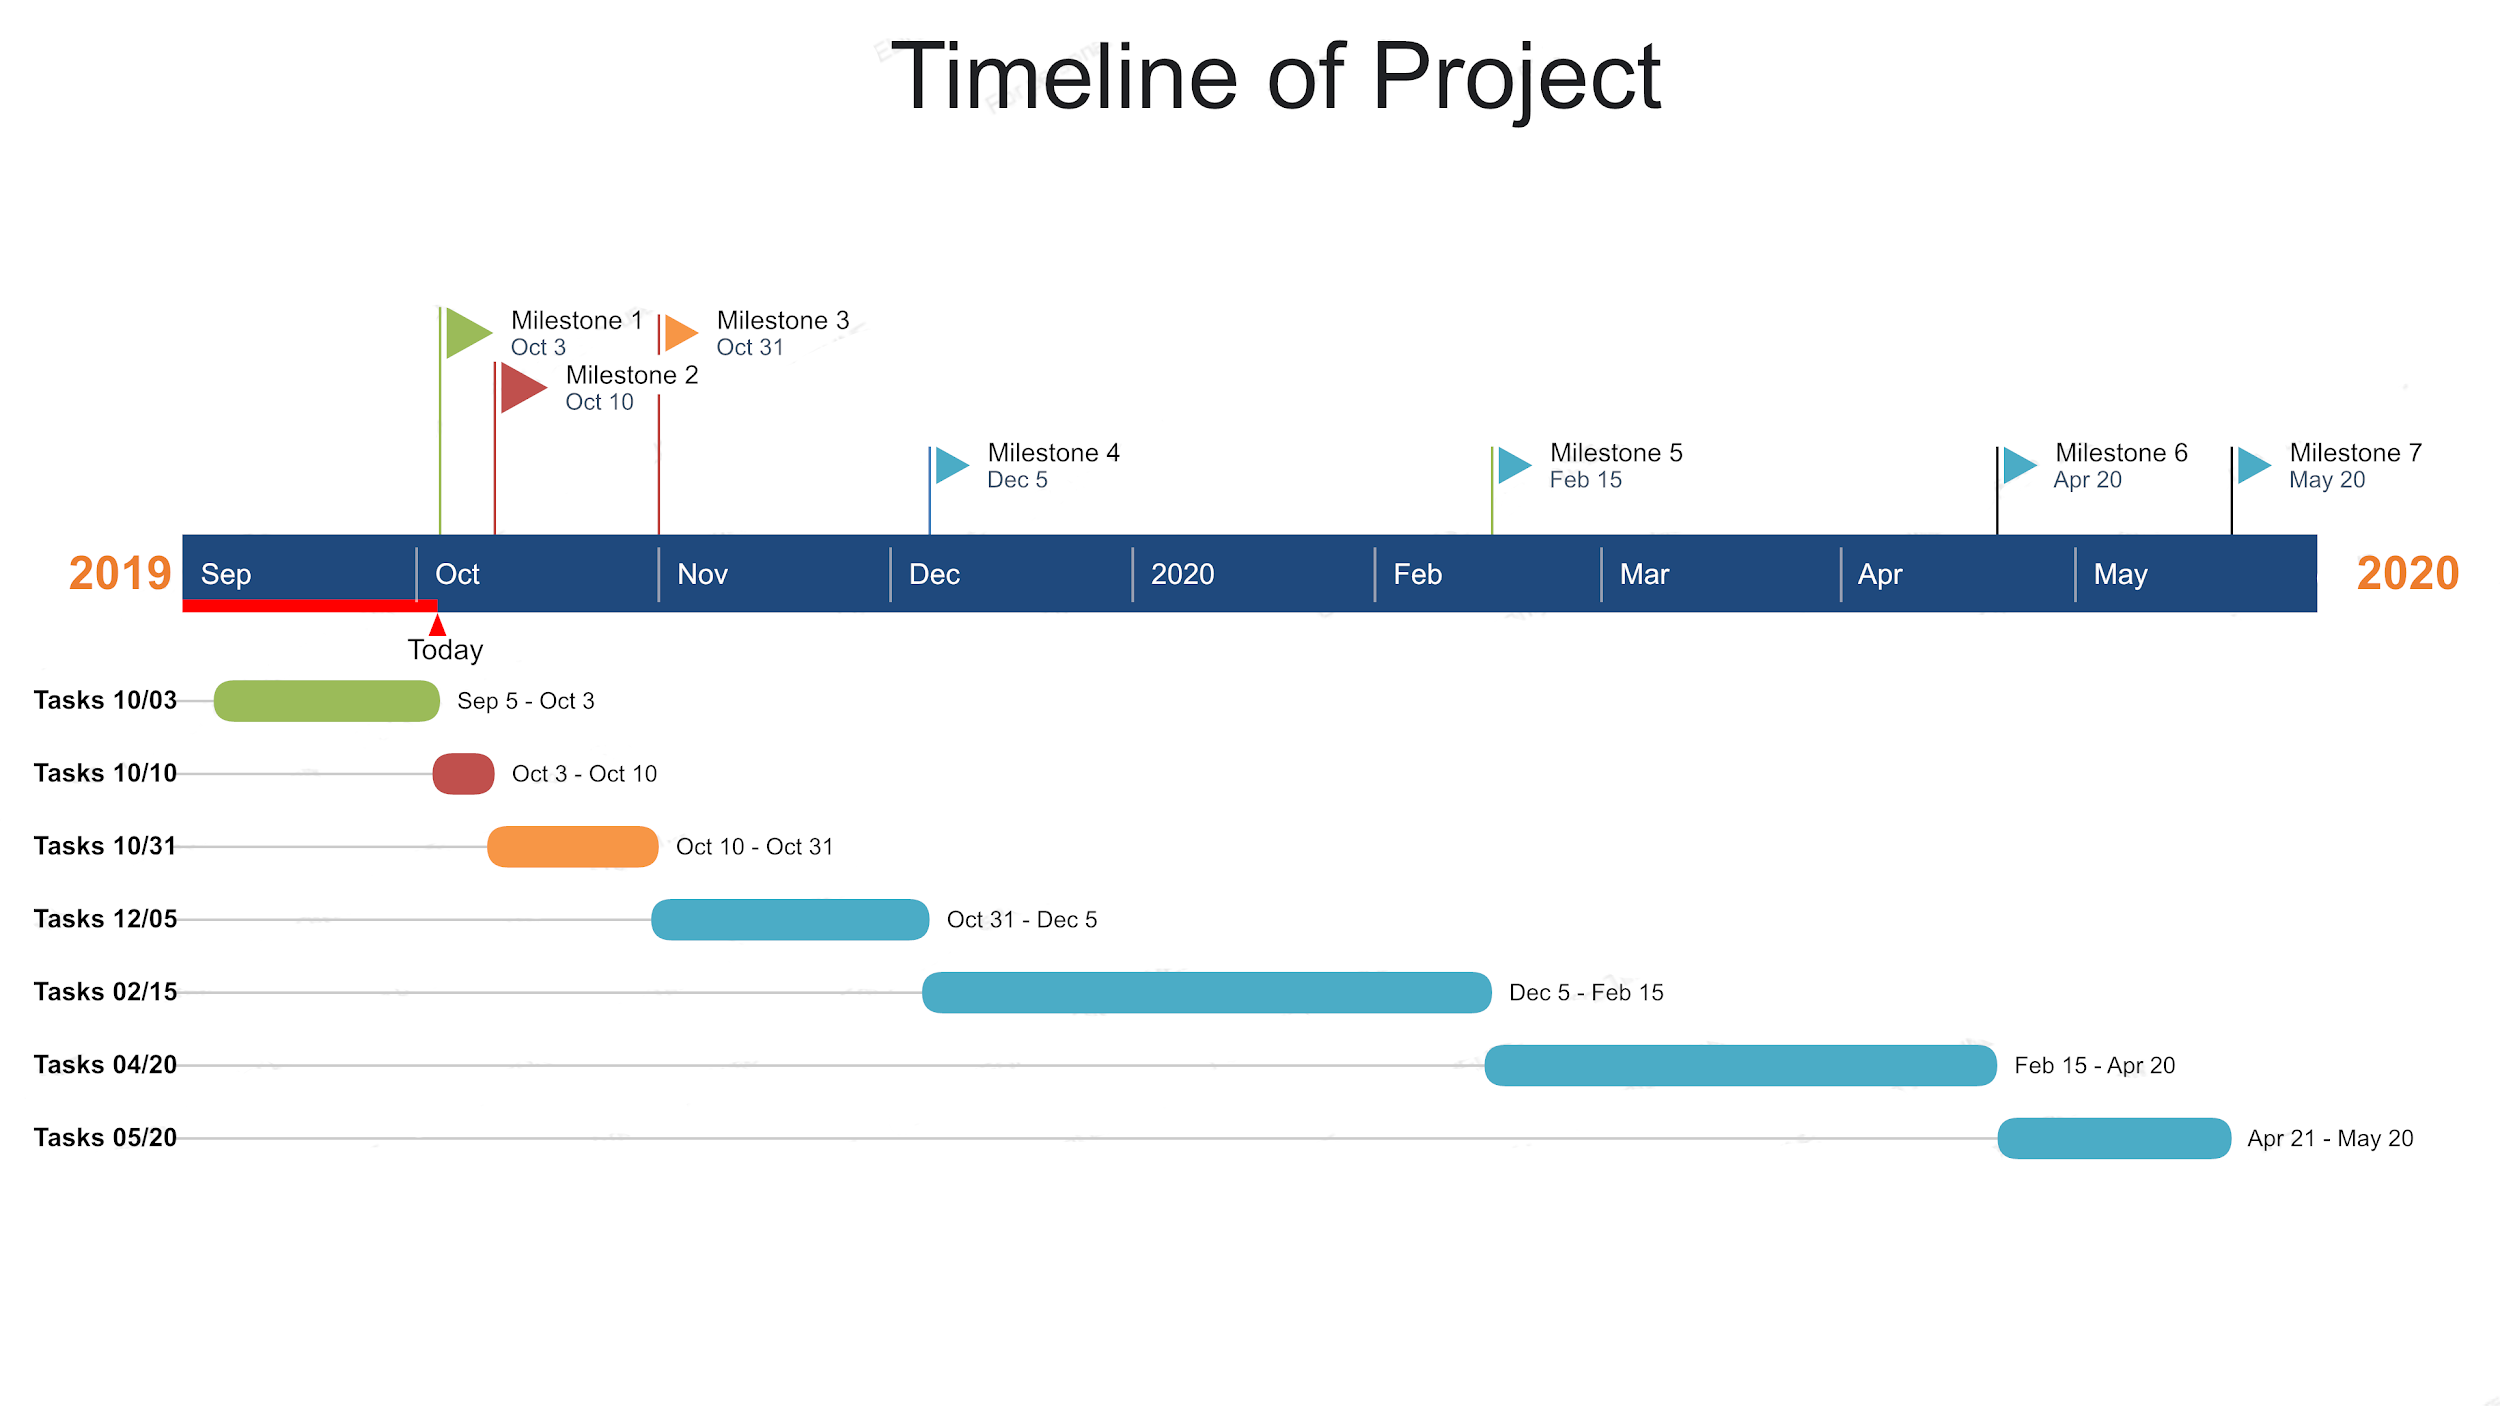 Timeline of Project
Milestone 1
Oct 3
Milestone 3
Oct 31
Milestone 2
Oct 10
Milestone 4
Dec 5
Milestone 5
Feb 15
Milestone 6
Apr 20
Milestone 7
May 20
2019 Sep Oct Nov Dec 2020 Feb Mar Apr May 2020
Today
Tasks 10/03 Sep 5 - Oct 3
Tasks 10/10 Oct 3 - Oct 10
Tasks 10/31 Oct 10 - Oct 31
Tasks 12/05 Oct 31 - Dec 5
Tasks 02/15 Dec 5 - Feb 15
Tasks 04/20 Feb 15 - Apr 20
Tasks 05/20 Apr 21 - May 20